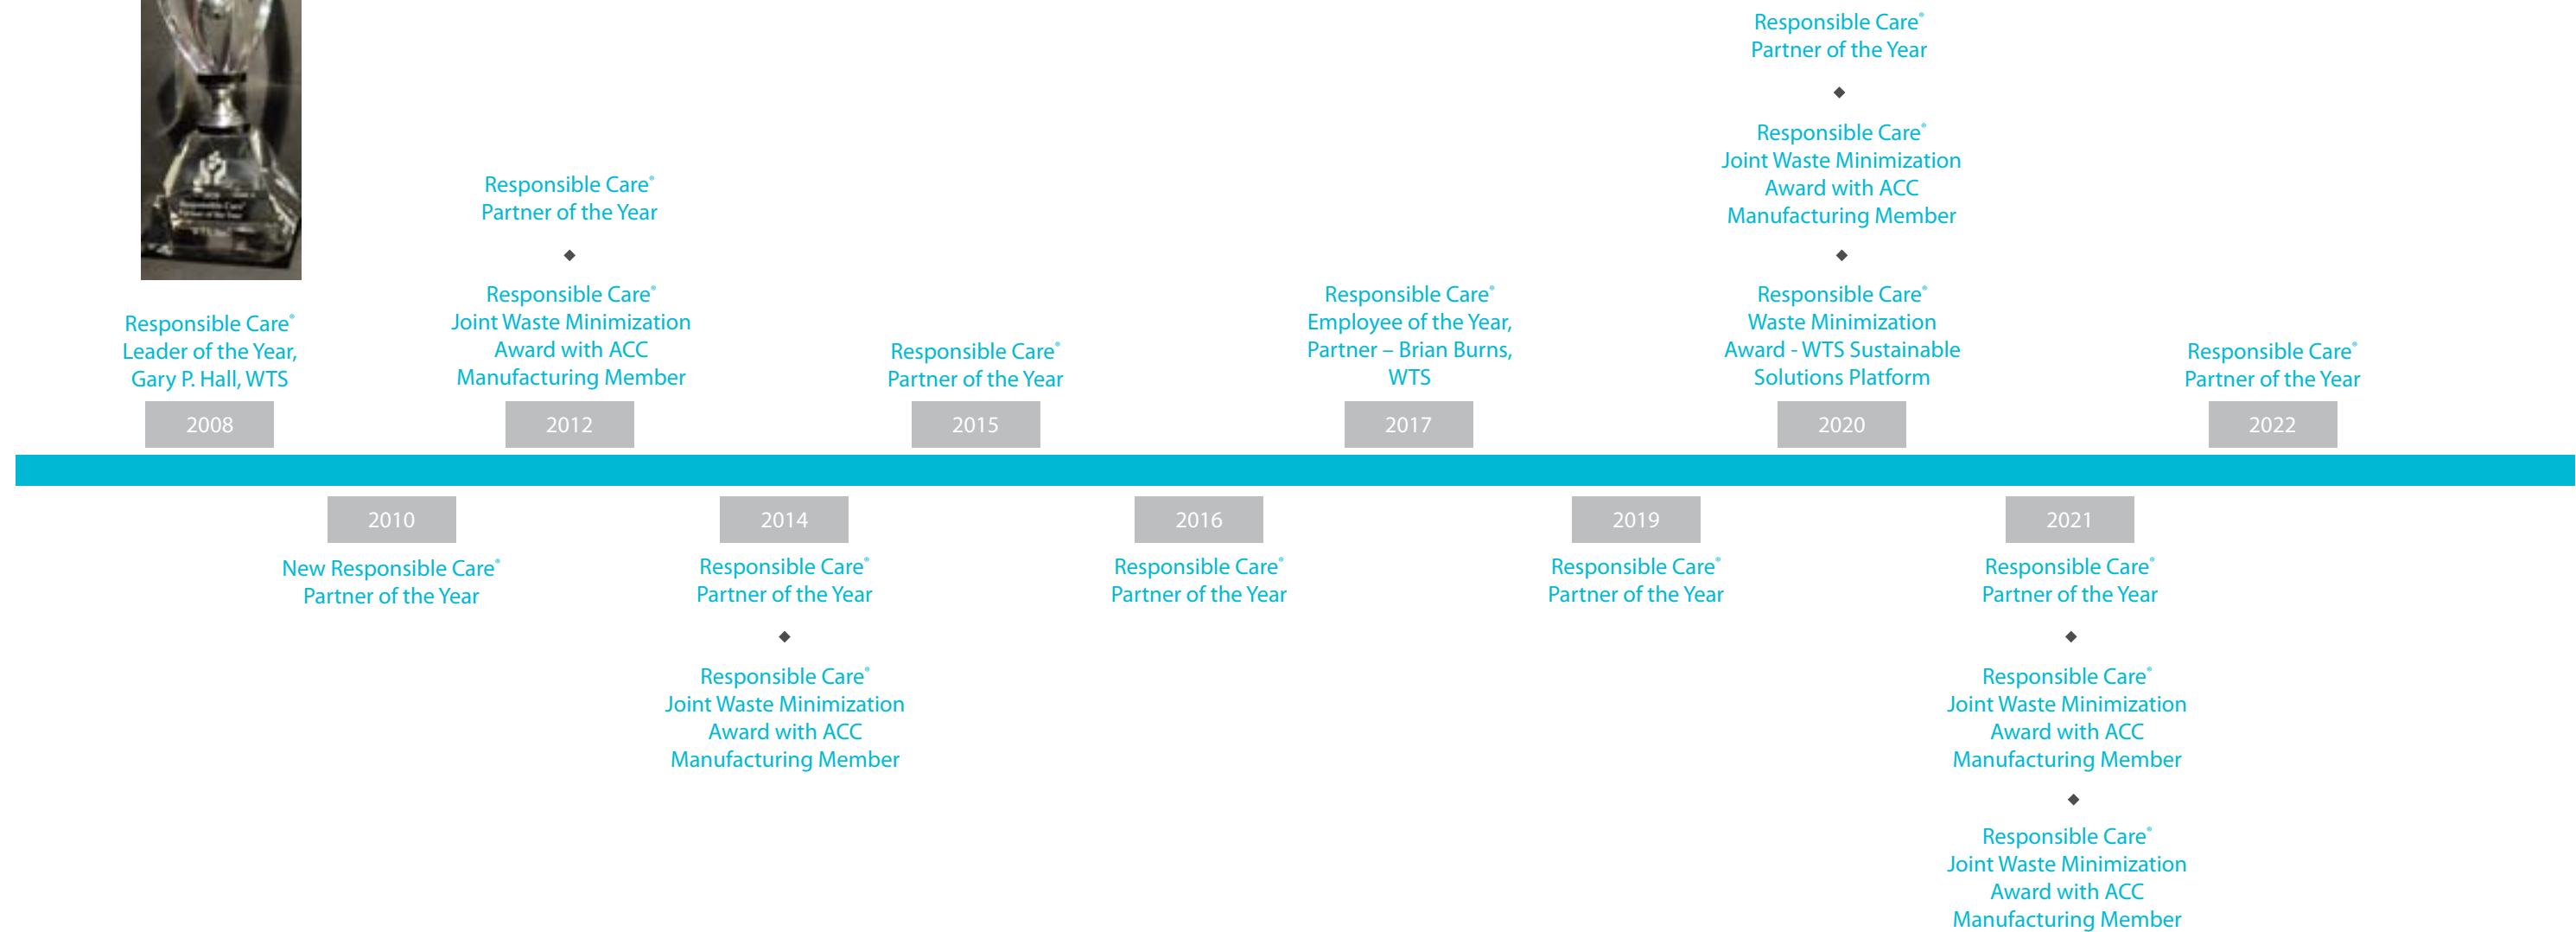 Responsible Care®
Partner of the Year
Responsible Care®
Leader of the Year,
Gary P. Hall, WTS
2008
Responsible Care®
Partner of the Year
◆
Responsible Care®
Joint Waste Minimization
Award with ACC
Manufacturing Member
2012
Responsible Care®
Partner of the Year
2015
Responsible Care®
Employee of the Year,
Partner – Brian Burns,
WTS
2017
Responsible Care®
Partner of the Year
◆
Responsible Care®
Joint Waste Minimization
Award with ACC
Manufacturing Member
◆
Responsible Care®
Waste Minimization
Award - WTS Sustainable
Solutions Platform
2020
Responsible Care®
Partner of the Year
2022
2010
New Responsible Care®
Partner of the Year
2014
Responsible Care®
Partner of the Year
◆
Responsible Care®
Joint Waste Minimization
Award with ACC
Manufacturing Member
2016
Responsible Care®
Partner of the Year
2019
Responsible Care®
Partner of the Year
2021
Responsible Care®
Partner of the Year
◆
Responsible Care®
Joint Waste Minimization
Award with ACC
Manufacturing Member
◆
Responsible Care®
Joint Waste Minimization
Award with ACC
Manufacturing Member